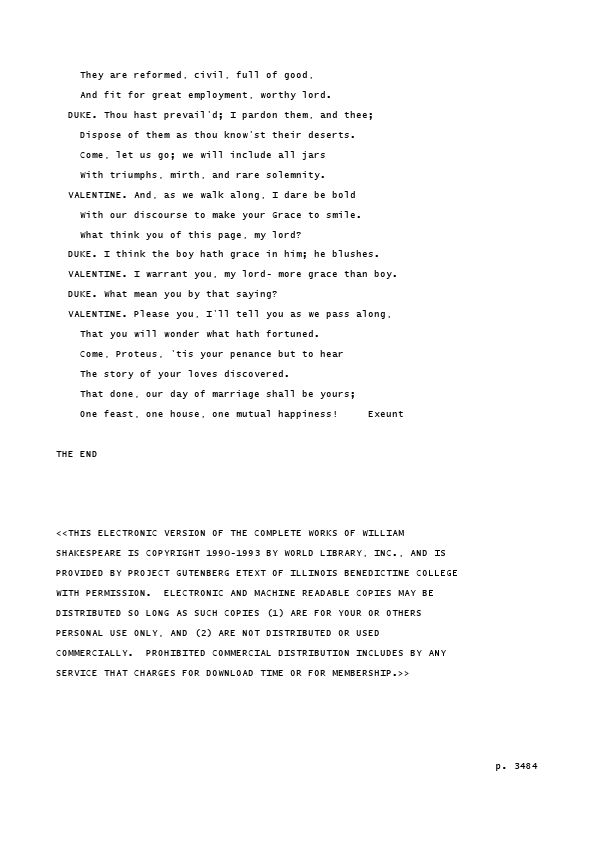 They are reformed, civil, full of good,
And fit for great employment, worthy lord.
DUKE. Thou hast prevail'd; I pardon them, and thee;
Dispose of them as thou know'st their deserts.
Come, let us go; we will include all jars
With triumphs, mirth, and rare solemnity.
VALENTINE. And, as we walk along, I dare be bold
With our discourse to make your Grace to smile.
What think you of this page, my lord?
DUKE. I think the boy hath grace in him; he blushes.
VALENTINE. I warrant you, my lord- more grace than boy.
DUKE. What mean you by that saying?
VALENTINE. Please you, I'll tell you as we pass along,
That you will wonder what hath fortuned.
Come, Proteus, 'tis your penance but to hear
The story of your loves discovered.
That done, our day of marriage shall be yours;
One feast, one house, one mutual happiness!     Exeunt
THE END
<<THIS ELECTRONIC VERSION OF THE COMPLETE WORKS OF WILLIAM
SHAKESPEARE IS COPYRIGHT 1990-1993 BY WORLD LIBRARY, INC., AND IS
PROVIDED BY PROJECT GUTENBERG ETEXT OF ILLINOIS BENEDICTINE COLLEGE
WITH PERMISSION.  ELECTRONIC AND MACHINE READABLE COPIES MAY BE
DISTRIBUTED SO LONG AS SUCH COPIES (1) ARE FOR YOUR OR OTHERS
PERSONAL USE ONLY, AND (2) ARE NOT DISTRIBUTED OR USED
COMMERCIALLY.  PROHIBITED COMMERCIAL DISTRIBUTION INCLUDES BY ANY
SERVICE THAT CHARGES FOR DOWNLOAD TIME OR FOR MEMBERSHIP.>>
p. 3484